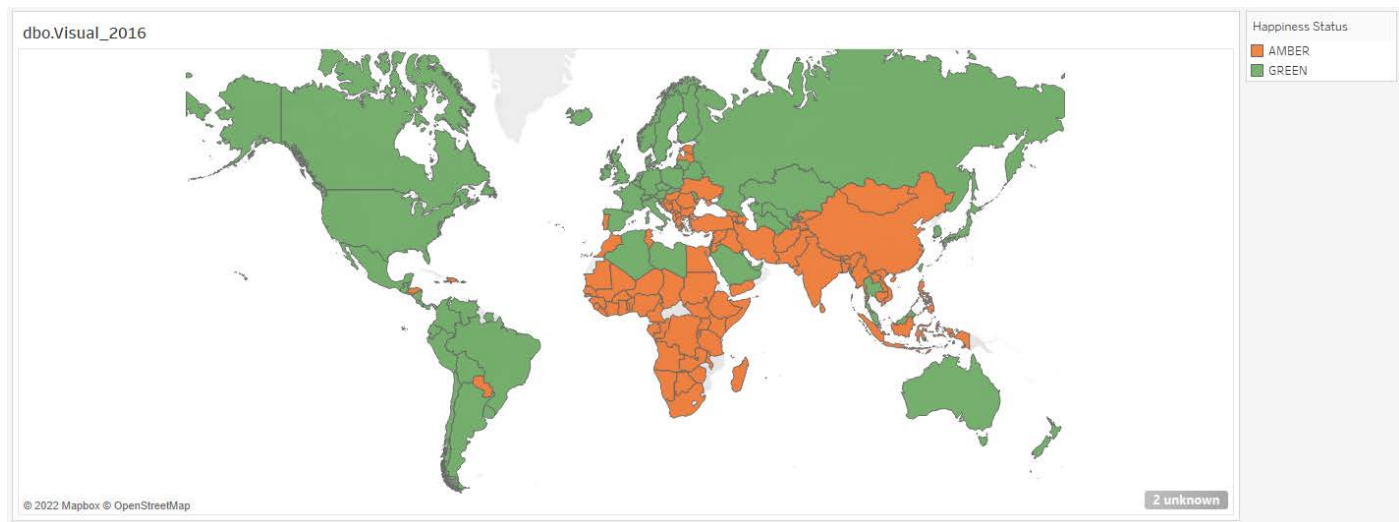 dbo.Visual_2016
Happiness Status
AMBER
GREEN
© 2022 Mapbox © OpenStreetMap
2 unknown